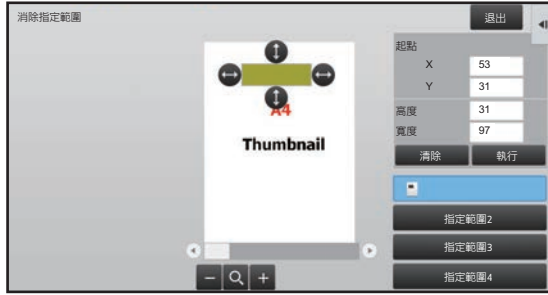 消除指定範圍
退出
起點
X 53
Y 31
高度 31
寬度 97
清除 執行
A4
Thumbnail
指定範圍2
指定範圍3
指定範圍4